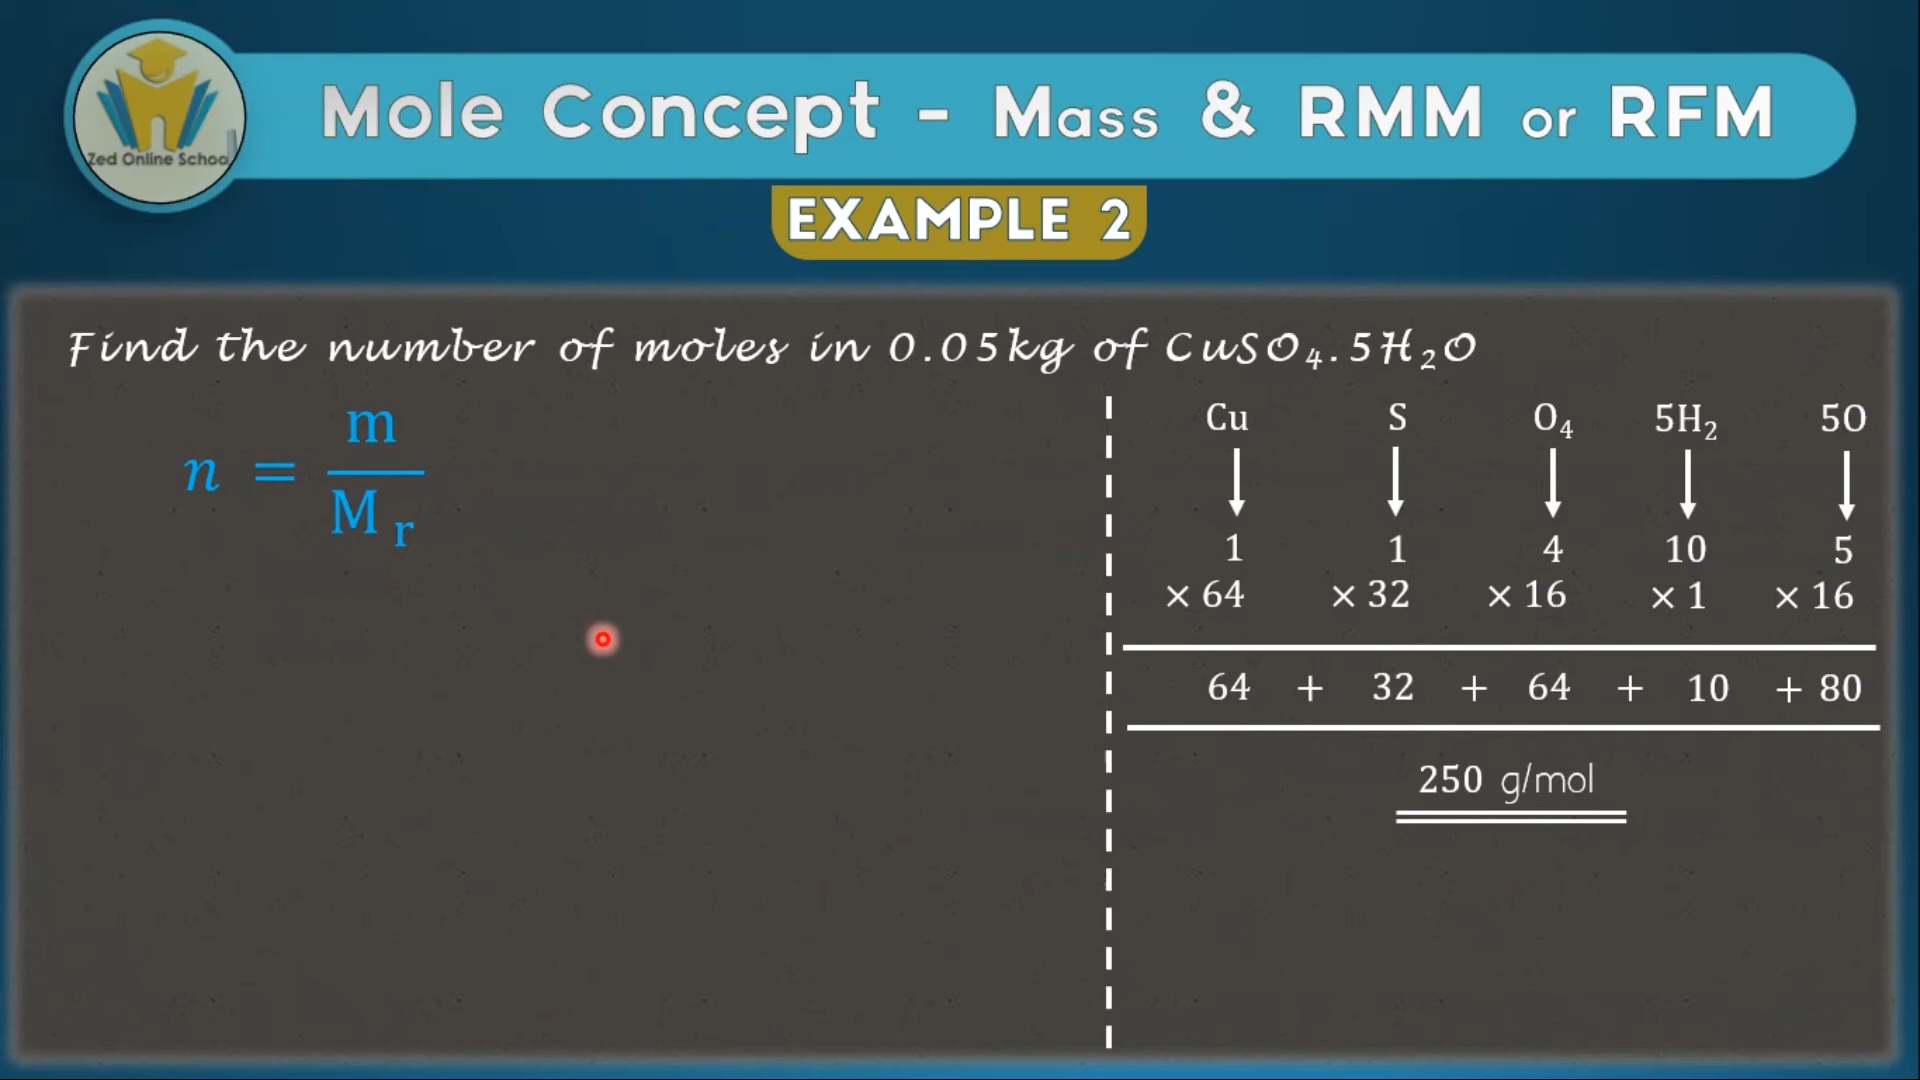 Mole Concept - Mass & RMM or RFM
Zed Online School
EXAMPLE 2
Find the number of moles in 0.05kg of CuSO₄.5H₂O
n = m / M r
Cu S O₄ 5H₂ 5O
1 1 4 10 5
× 64 × 32 × 16 × 1 × 16
64 + 32 + 64 + 10 + 80
250 g/mol